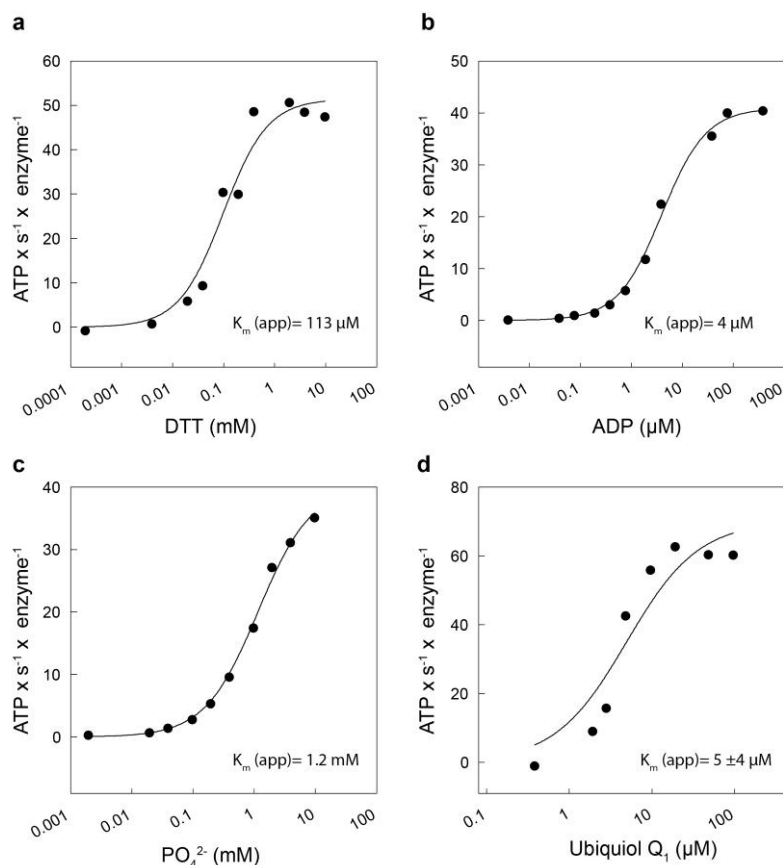 a
60
50
40
30
20
10
0
ATP x s⁻¹ x enzyme⁻¹
Kₘ (app)= 113 µM
0.0001 0.001 0.01 0.1 1 10 100
DTT (mM)
b
50
40
30
20
10
0
ATP x s⁻¹ x enzyme⁻¹
Kₘ (app)= 4 µM
0.001 0.01 0.1 1 10 100 1000
ADP (µM)
c
40
30
20
10
0
ATP x s⁻¹ x enzyme⁻¹
Kₘ (app)= 1.2 mM
0.001 0.01 0.1 1 10 100
PO₄²⁻ (mM)
d
80
60
40
20
0
ATP x s⁻¹ x enzyme⁻¹
Kₘ (app)= 5 ±4 µM
0.1 1 10 100
Ubiquiol Q₁ (µM)